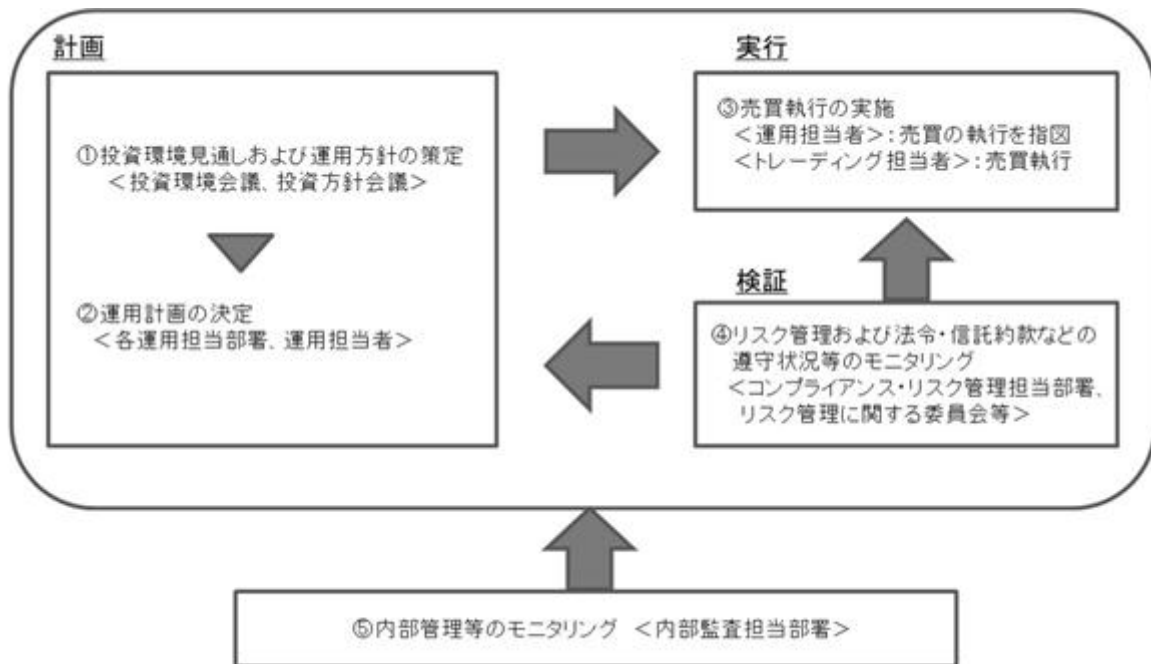 計画
①投資環境見通しおよび運用方針の策定
＜投資環境会議、投資方針会議＞
②運用計画の決定
＜各運用担当部署、運用担当者＞
実行
③売買執行の実施
＜運用担当者＞：売買の執行を指図
＜トレーディング担当者＞：売買執行
検証
④リスク管理および法令・信託約款などの
遵守状況等のモニタリング
＜コンプライアンス・リスク管理担当部署、
リスク管理に関する委員会等＞
⑤内部管理等のモニタリング ＜内部監査担当部署＞